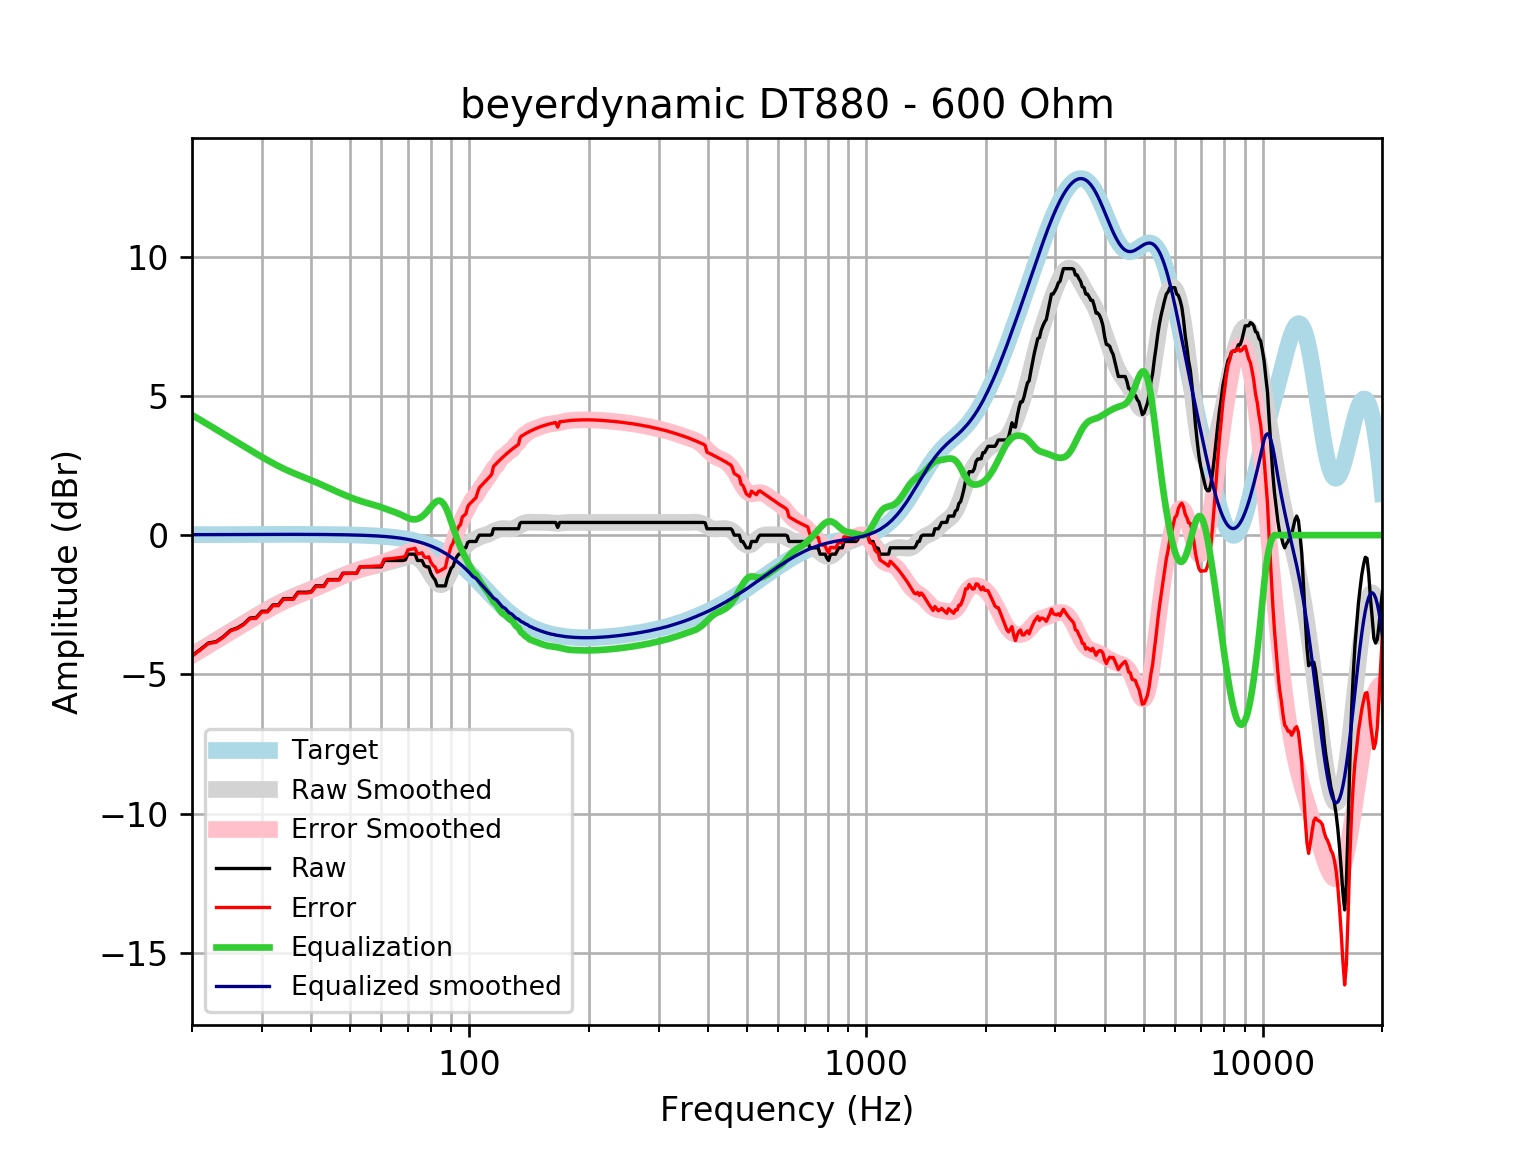 beyerdynamic DT880 - 600 Ohm
Amplitude (dBr)
10
5
0
−5
−10
−15
Target
Raw Smoothed
Error Smoothed
Raw
Error
Equalization
Equalized smoothed
100
1000
10000
Frequency (Hz)